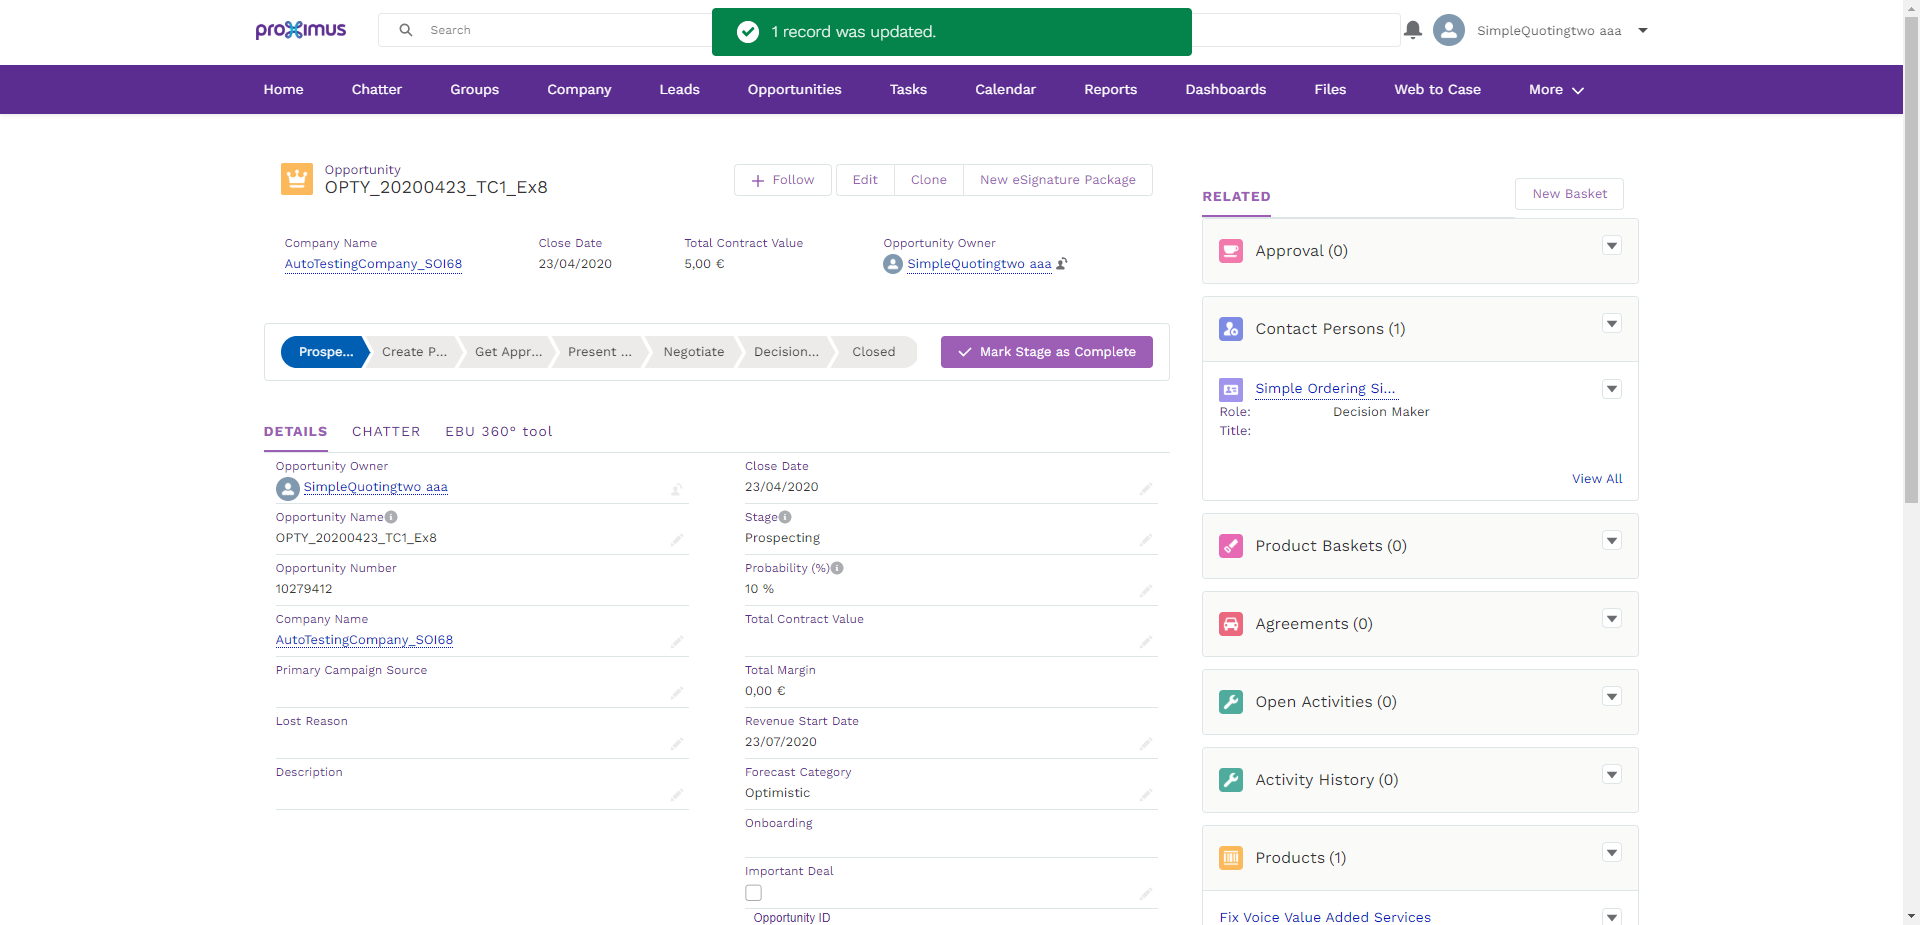 proximus
Search
1 record was updated.
SimpleQuotingtwo aaa
Home Chatter Groups Company Leads Opportunities Tasks Calendar Reports Dashboards Files Web to Case More
Opportunity
OPTY_20200423_TC1_Ex8
Follow Edit Clone New eSignature Package
Company Name Close Date Total Contract Value Opportunity Owner
AutoTestingCompany_SOI68 23/04/2020 5,00 € SimpleQuotingtwo aaa
Prospe... Create P... Get Appr... Present ... Negotiate Decision... Closed Mark Stage as Complete
DETAILS CHATTER EBU 360° tool
Opportunity Owner
SimpleQuotingtwo aaa
Opportunity Name
OPTY_20200423_TC1_Ex8
Opportunity Number
10279412
Company Name
AutoTestingCompany_SOI68
Primary Campaign Source
Lost Reason
Description
Close Date
23/04/2020
Stage
Prospecting
Probability (%)
10 %
Total Contract Value
Total Margin
0,00 €
Revenue Start Date
23/07/2020
Forecast Category
Optimistic
Onboarding
Important Deal
Opportunity ID
RELATED New Basket
Approval (0)
Contact Persons (1)
Simple Ordering Si...
Role: Decision Maker
Title:
View All
Product Baskets (0)
Agreements (0)
Open Activities (0)
Activity History (0)
Products (1)
Fix Voice Value Added Services